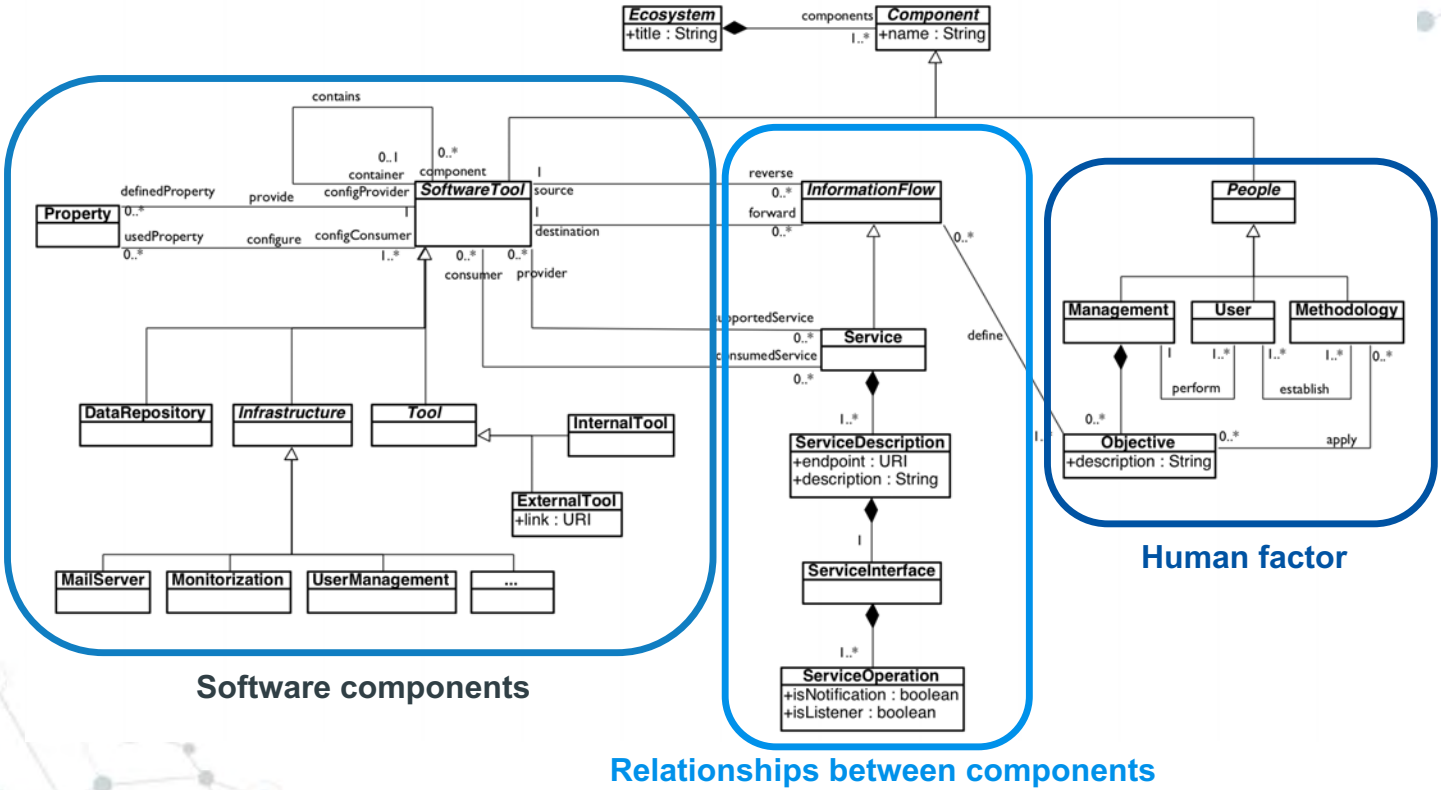 Ecosystem
+title : String
components
1..*
Component
+name : String
contains
0..1
0..*
container
component
definedProperty
provide
configProvider
SoftwareTool
1
source
reverse
0..*
InformationFlow
People
Property
0..*
1
1
destination
forward
0..*
0..*
usedProperty
configure
configConsumer
0..*
1..*
0..*
0..*
consumer
provider
supportedService
0..*
Service
consumedService
0..*
define
Management
User
Methodology
1
1..*
1..*
1..*
0..*
perform
establish
DataRepository
Infrastructure
Tool
InternalTool
ExternalTool
+link : URI
1..*
ServiceDescription
+endpoint : URI
+description : String
0..*
1..*
Objective
+description : String
0..*
apply
1
ServiceInterface
Human factor
MailServer
Monitorization
UserManagement
...
1..*
ServiceOperation
+isNotification : boolean
+isListener : boolean
Software components
Relationships between components